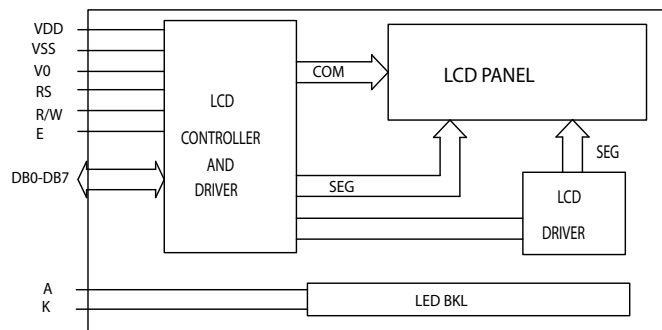 VDD
VSS
V0
RS
R/W
E
DB0-DB7
A
K
LCD
CONTROLLER
AND
DRIVER
COM
SEG
LCD PANEL
SEG
LCD
DRIVER
LED BKL